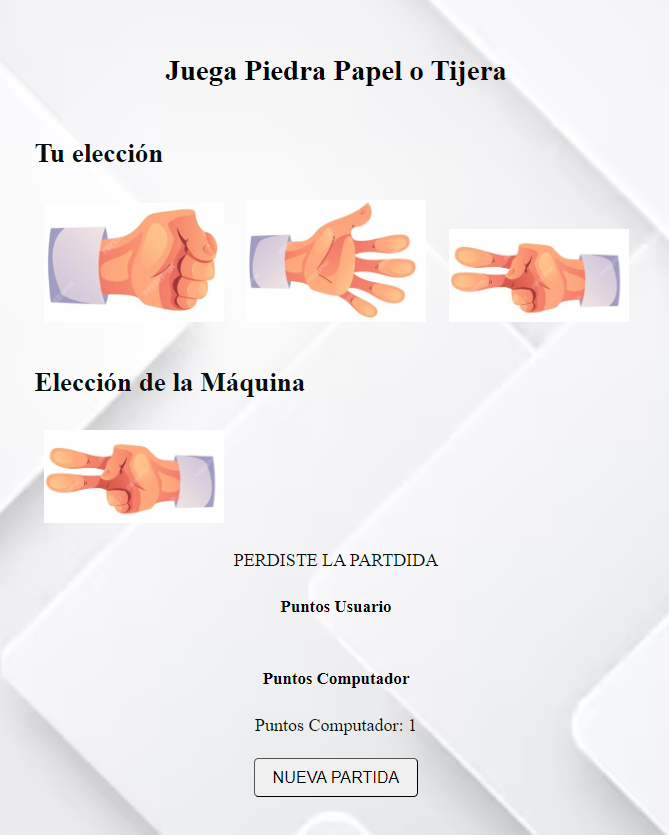 Juega Piedra Papel o Tijera
Tu elección
Elección de la Máquina
PERDISTE LA PARTDIDA
Puntos Usuario
Puntos Computador
Puntos Computador: 1
NUEVA PARTIDA